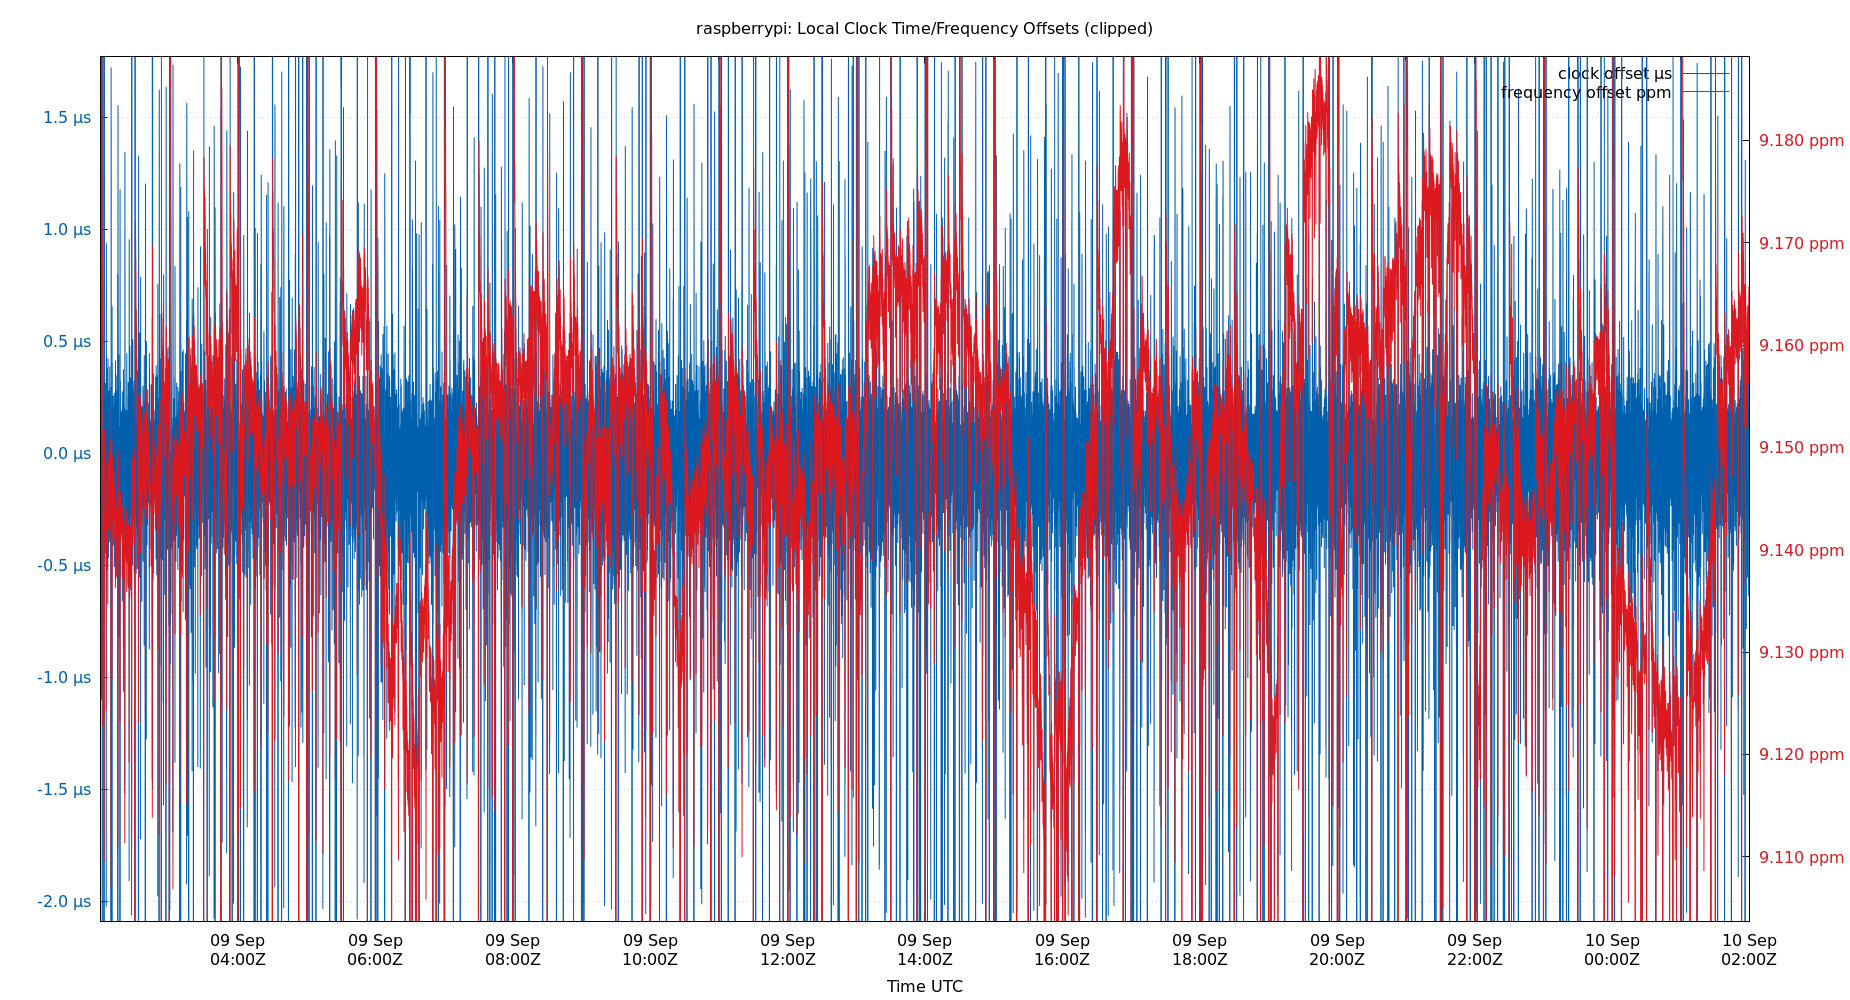 raspberrypi: Local Clock Time/Frequency Offsets (clipped)
clock offset µs
frequency offset ppm
1.5 µs
1.0 µs
0.5 µs
0.0 µs
-0.5 µs
-1.0 µs
-1.5 µs
-2.0 µs
9.180 ppm
9.170 ppm
9.160 ppm
9.150 ppm
9.140 ppm
9.130 ppm
9.120 ppm
9.110 ppm
09 Sep 09 Sep 09 Sep 09 Sep 09 Sep 09 Sep 09 Sep 09 Sep 09 Sep 09 Sep 10 Sep 10 Sep
04:00Z 06:00Z 08:00Z 10:00Z 12:00Z 14:00Z 16:00Z 18:00Z 20:00Z 22:00Z 00:00Z 02:00Z
Time UTC